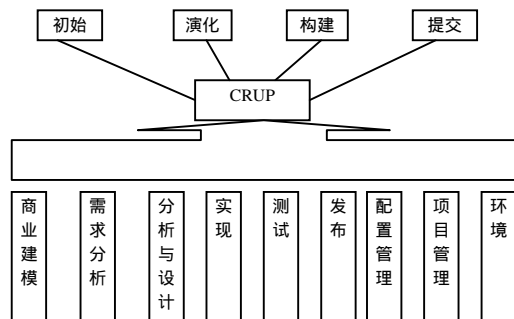 初始
演化
构建
提交
CRUP
商业建模
需求分析
分析与设计
实现
测试
发布
配置管理
项目管理
环境